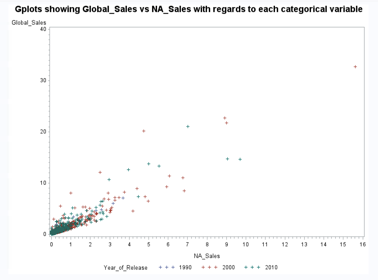 Gplots showing Global_Sales vs NA_Sales with regards to each categorical variable
Global_Sales
40
30
20
10
0
0 1 2 3 4 5 6 7 8 9 10 11 12 13 14 15 16
NA_Sales
Year_of_Release + + + 1990 + + + 2000 + + + 2010